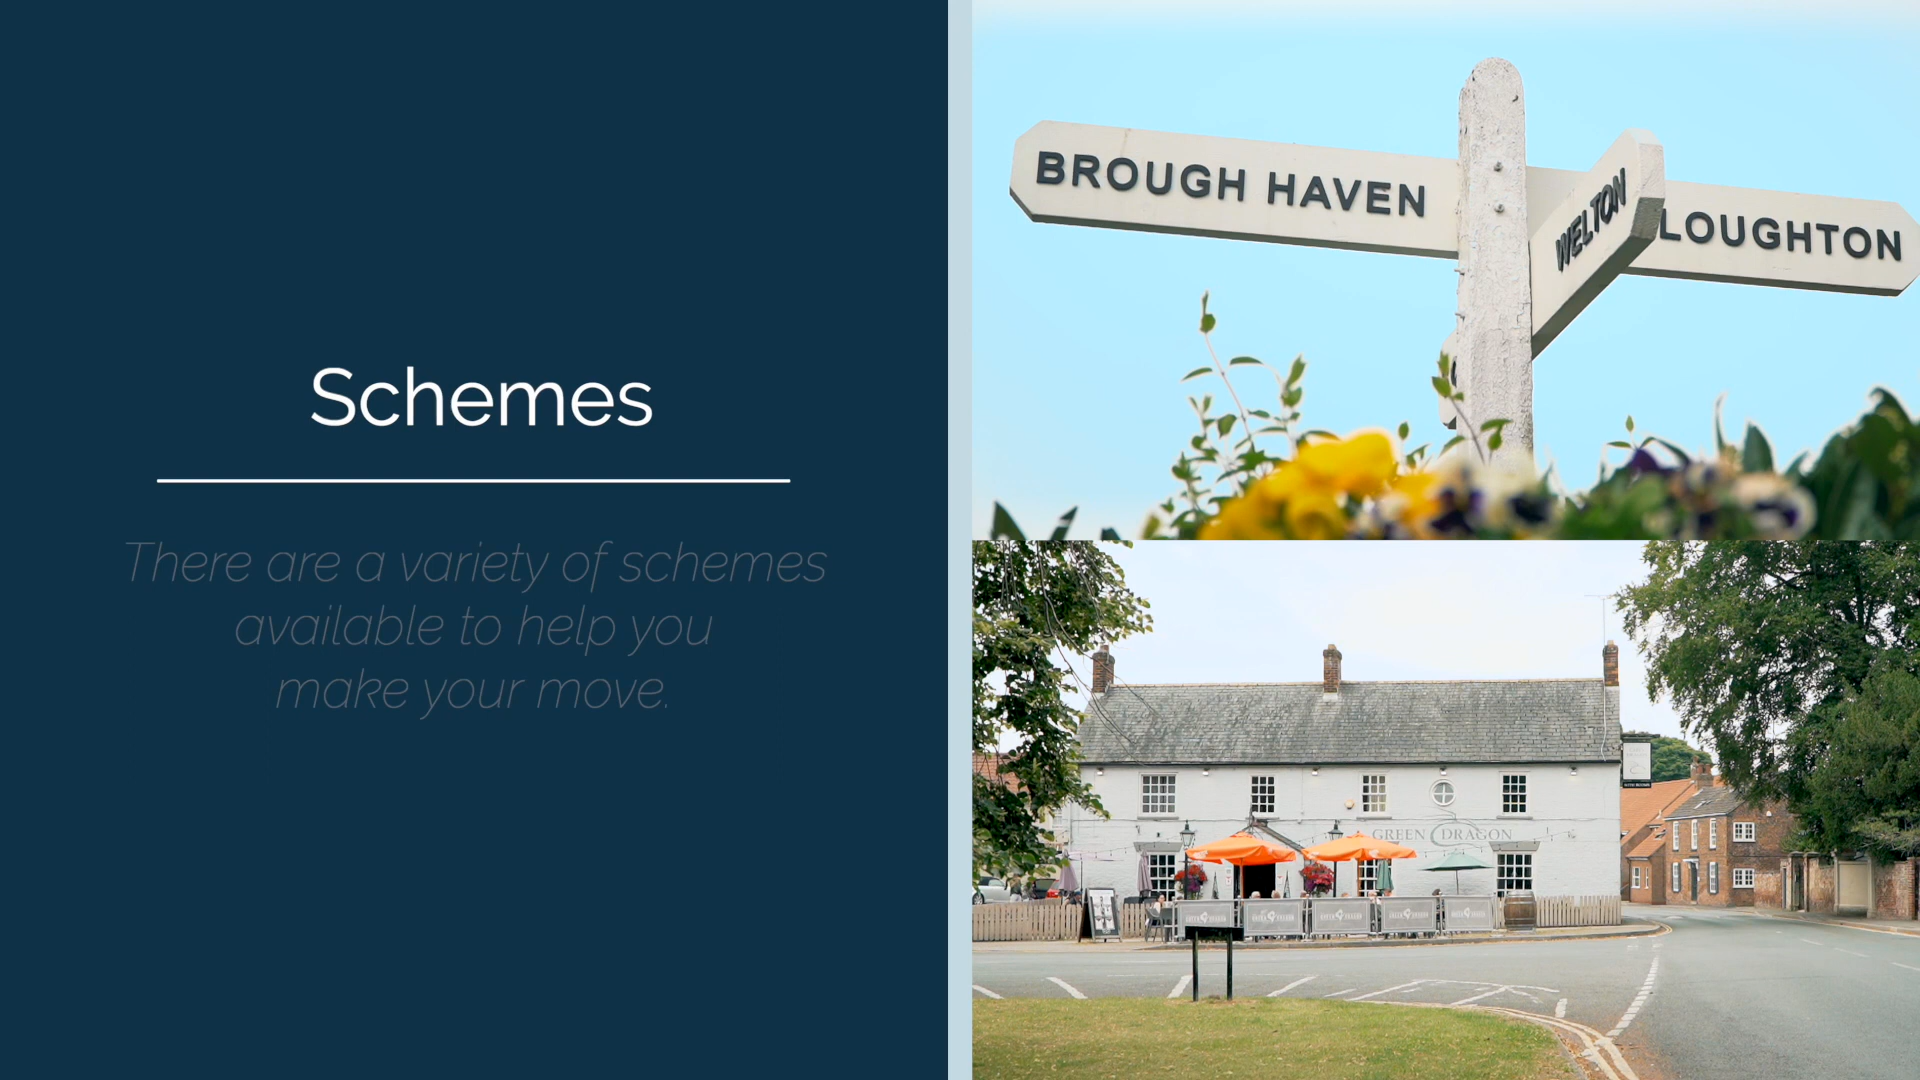 Schemes
There are a variety of schemes
available to help you
make your move.
BROUGH HAVEN
WELTON
LOUGHTON
GREEN DRAGON